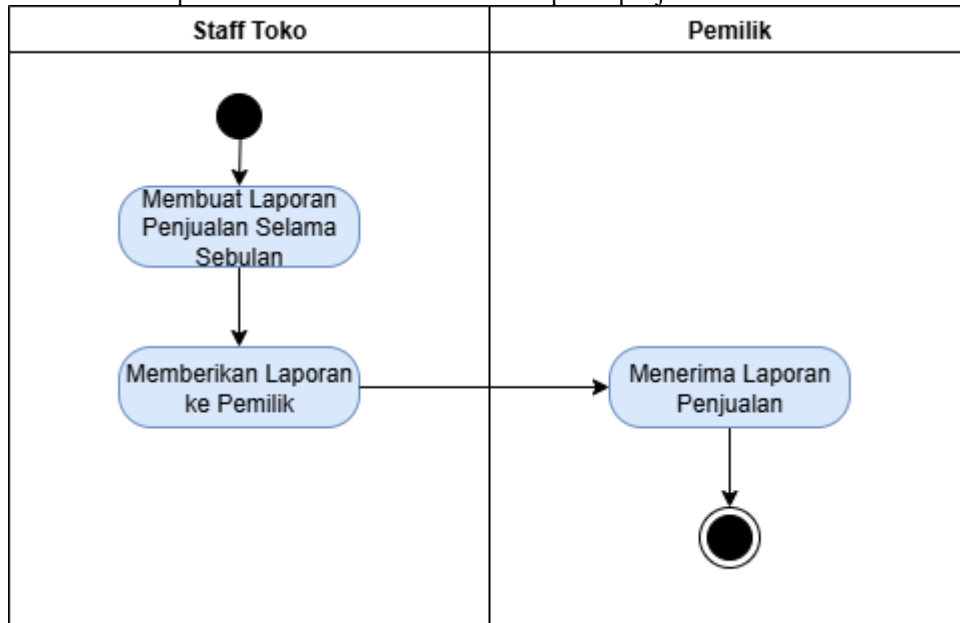 Staff Toko
Pemilik
Membuat Laporan
Penjualan Selama
Sebulan
Memberikan Laporan
ke Pemilik
Menerima Laporan
Penjualan